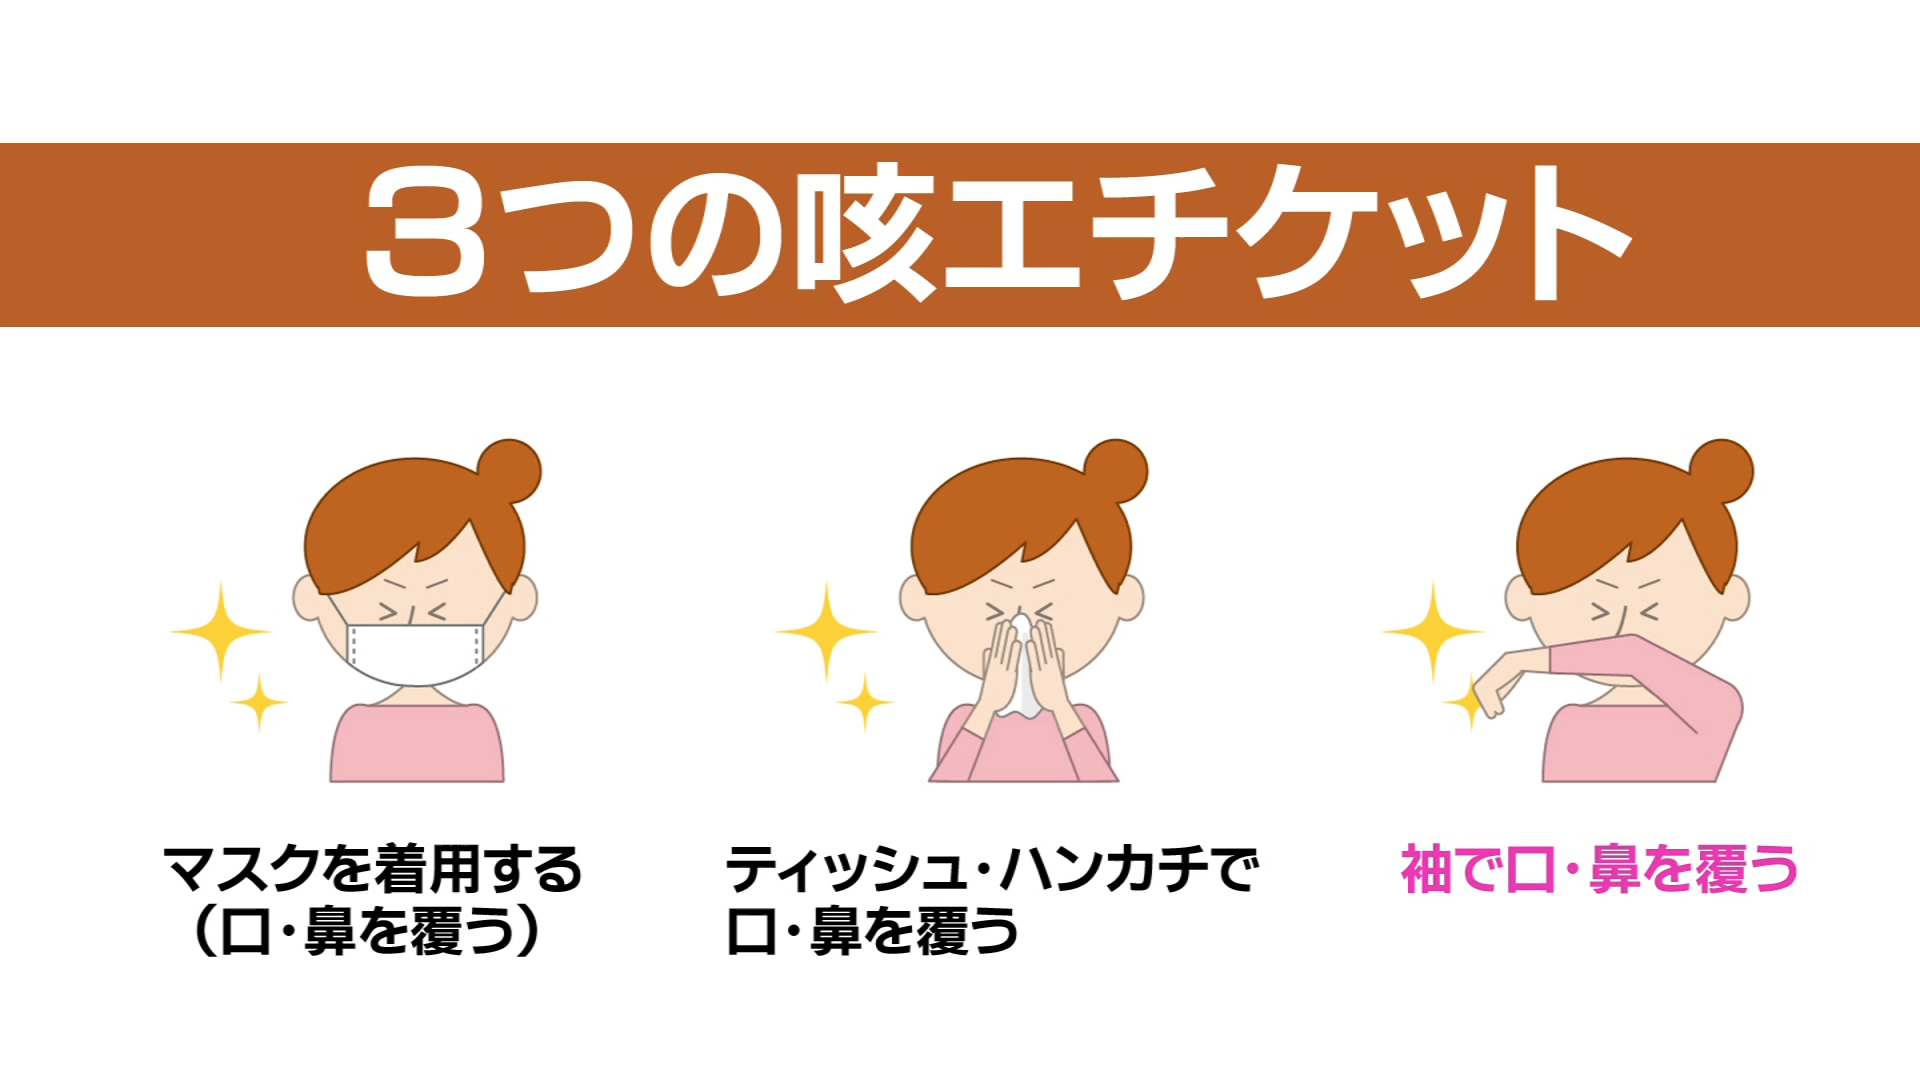 3つの咳エチケット
マスクを着用する
（口・鼻を覆う）
ティッシュ・ハンカチで
口・鼻を覆う
袖で口・鼻を覆う